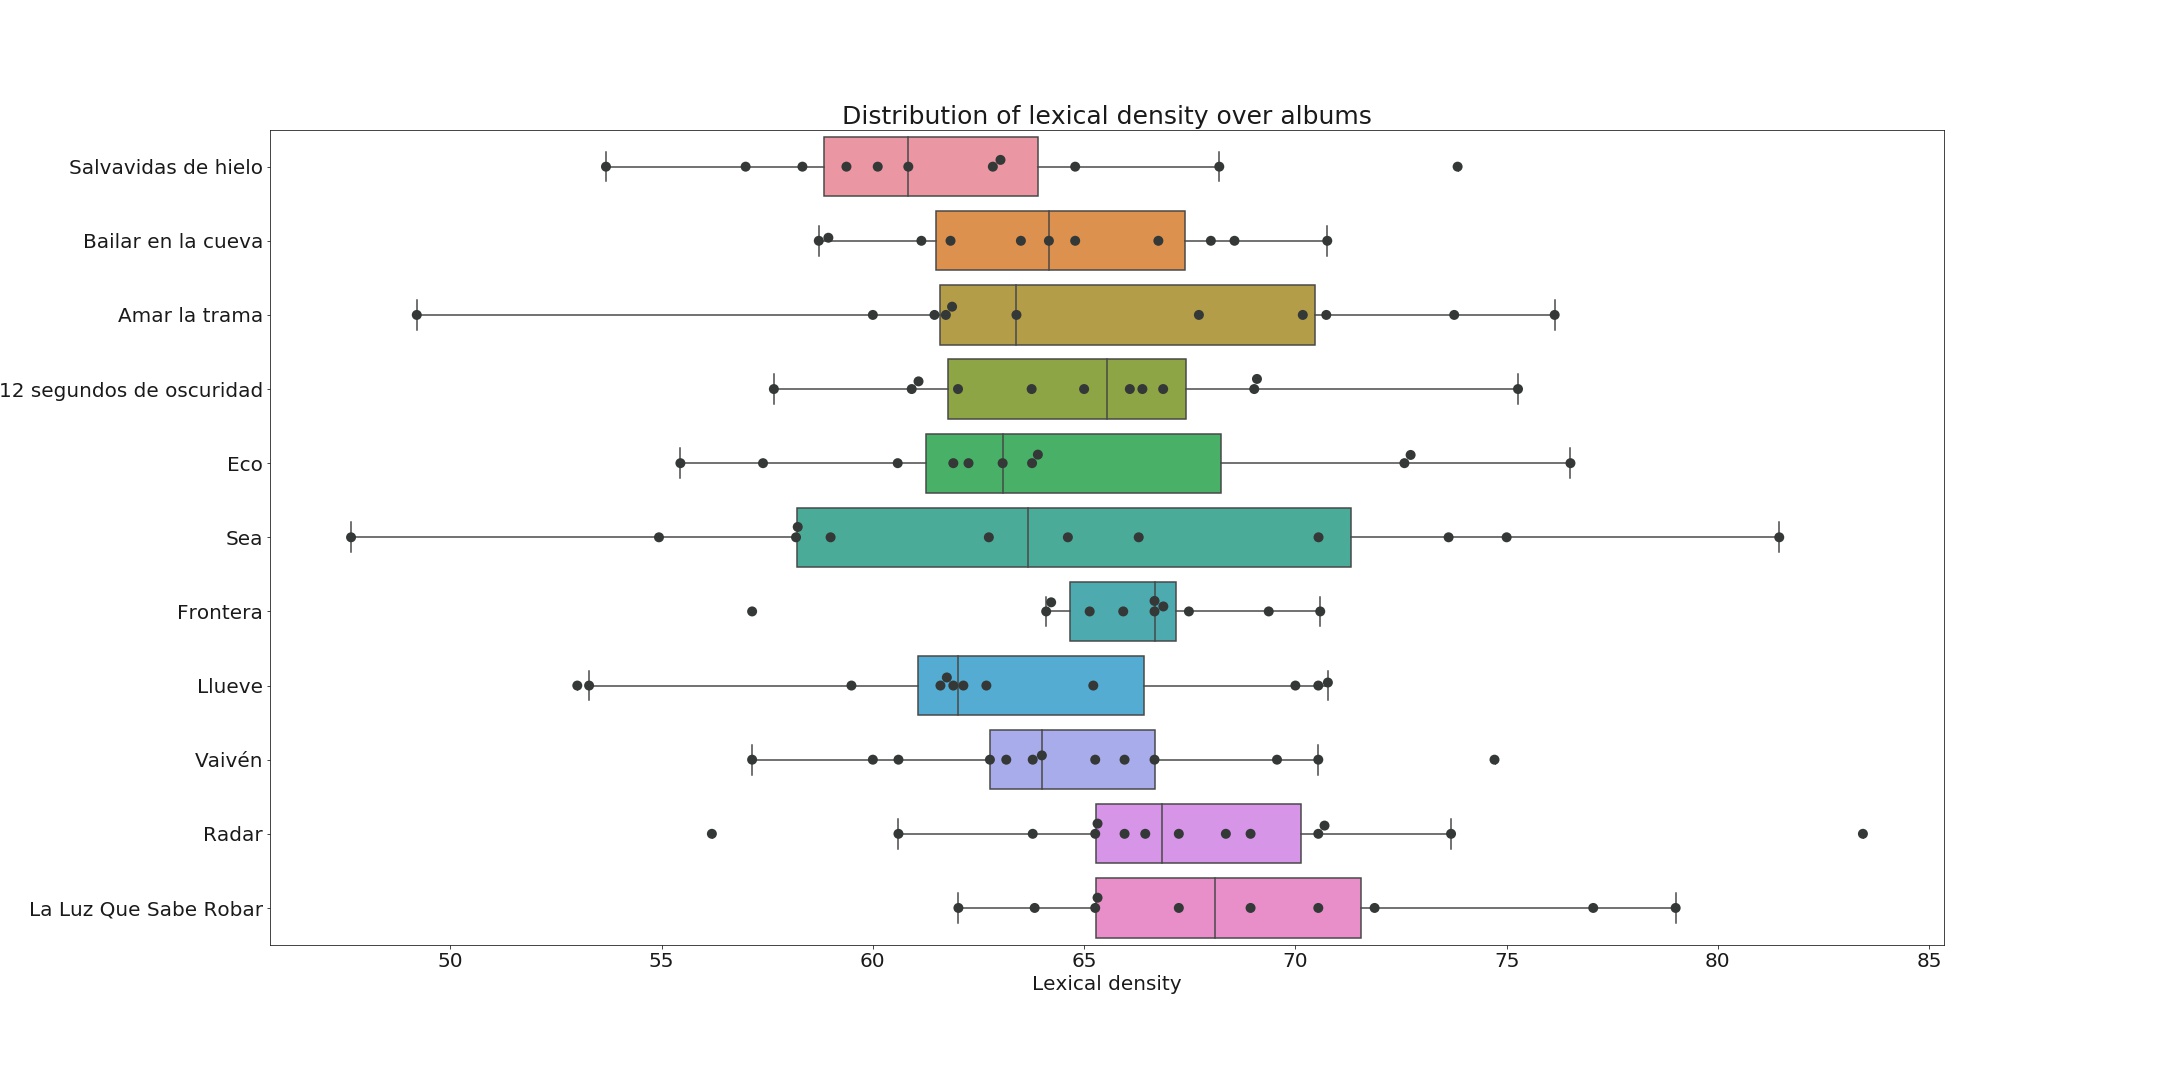 Distribution of lexical density over albums
Salvavidas de hielo
Bailar en la cueva
Amar la trama
12 segundos de oscuridad
Eco
Sea
Frontera
Llueve
Vaivén
Radar
La Luz Que Sabe Robar
50 55 60 65 70 75 80 85
Lexical density